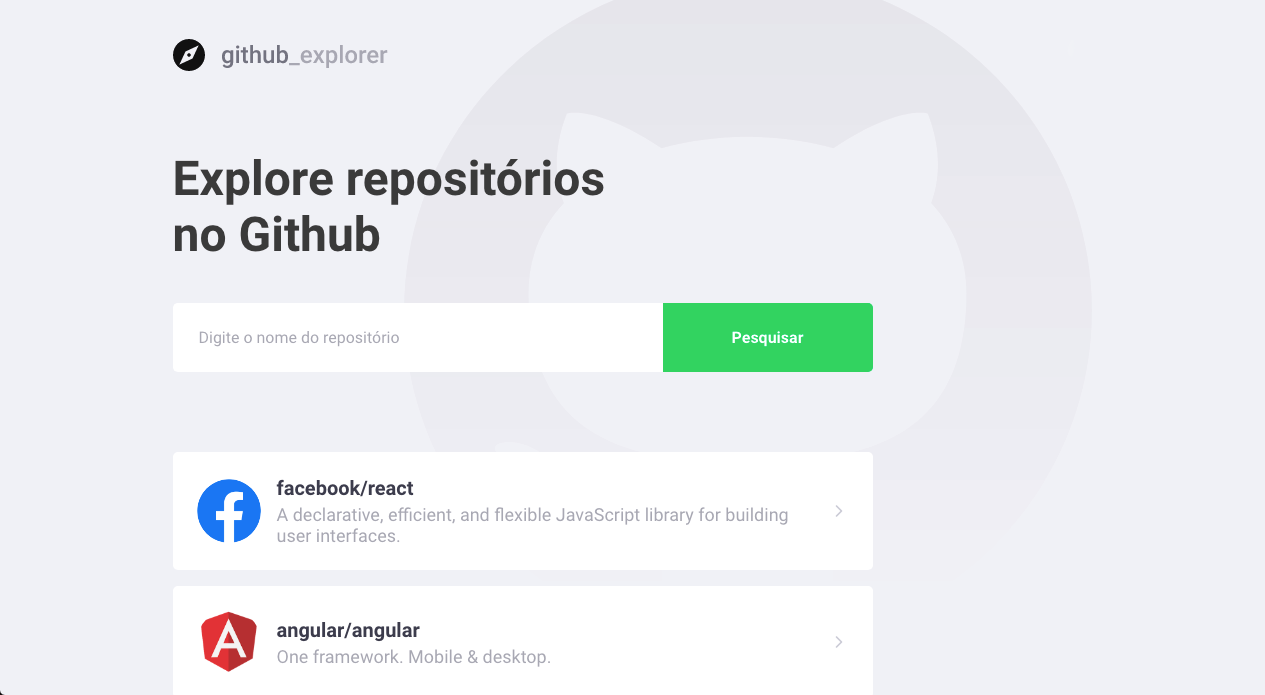 github_explorer
Explore repositórios
no Github
Digite o nome do repositório
Pesquisar
facebook/react
A declarative, efficient, and flexible JavaScript library for building
user interfaces.
angular/angular
One framework. Mobile & desktop.